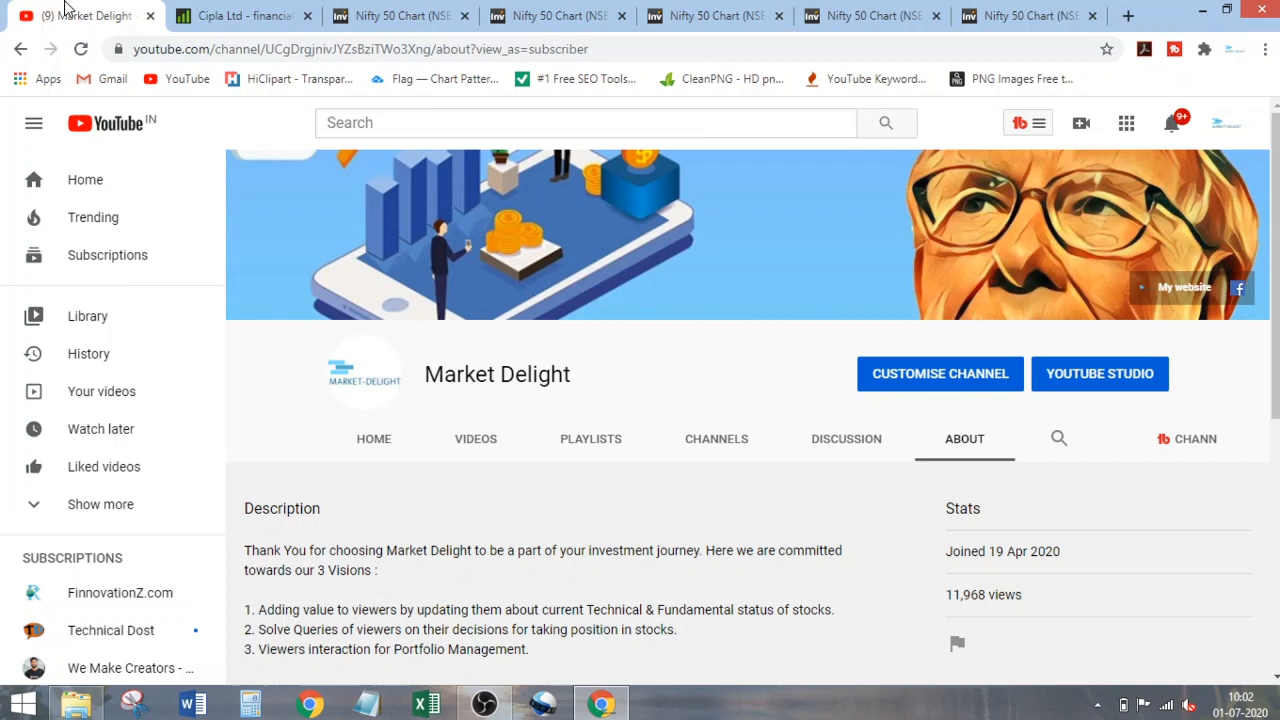 (9) Market Delight -
Cipla Ltd - financial
Nifty 50 Chart (NSE
Nifty 50 Chart (NSE
Nifty 50 Chart (NSE
Nifty 50 Chart (NSE
Nifty 50 Chart (NSE
youtube.com/channel/UCgDrgjnivJYZsBziTWo3Xng/about?view_as=subscriber
Apps
Gmail
YouTube
HiClipart - Transpar...
Flag — Chart Patter...
#1 Free SEO Tools...
CleanPNG - HD pn...
YouTube Keyword...
PNG Images Free t...
YouTube IN
Search
9+
Home
Trending
Subscriptions
Library
History
Your videos
Watch later
Liked videos
Show more
SUBSCRIPTIONS
FinnovationZ.com
Technical Dost
We Make Creators - ...
My website
MARKET-DELIGHT
Market Delight
CUSTOMISE CHANNEL
YOUTUBE STUDIO
HOME
VIDEOS
PLAYLISTS
CHANNELS
DISCUSSION
ABOUT
CHANN
Description
Thank You for choosing Market Delight to be a part of your investment journey. Here we are committed
towards our 3 Visions :
1. Adding value to viewers by updating them about current Technical & Fundamental status of stocks.
2. Solve Queries of viewers on their decisions for taking position in stocks.
3. Viewers interaction for Portfolio Management.
Stats
Joined 19 Apr 2020
11,968 views
10:02
01-07-2020